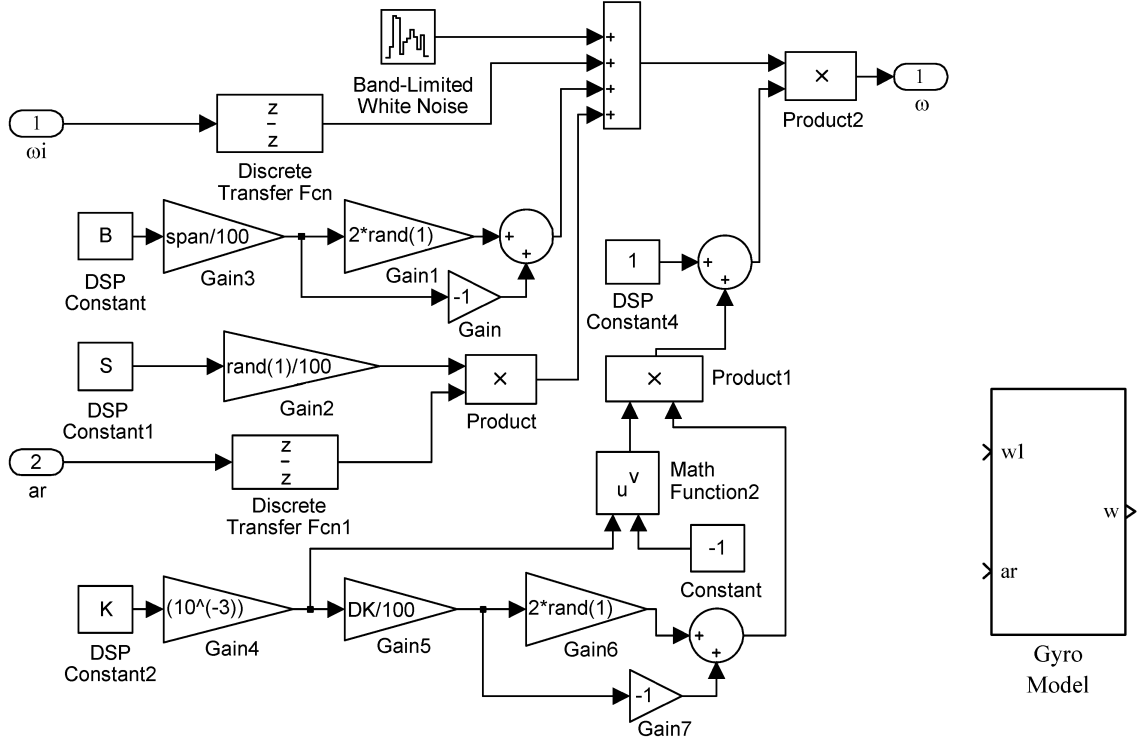 Band-Limited
White Noise
+
+
+
+
×
Product2
1
ω
1
ωi
z
z
Discrete
Transfer Fcn
B
DSP
Constant
span/100
Gain3
2*rand(1)
Gain1
-1
Gain
+
+
1
DSP
Constant4
+
+
S
DSP
Constant1
rand(1)/100
Gain2
×
Product
×
Product1
2
ar
z
z
Discrete
Transfer Fcn1
u^v
Math
Function2
-1
Constant
K
DSP
Constant2
(10^(-3))
Gain4
DK/100
Gain5
2*rand(1)
Gain6
-1
Gain7
+
+
w1
ar
w
Gyro
Model